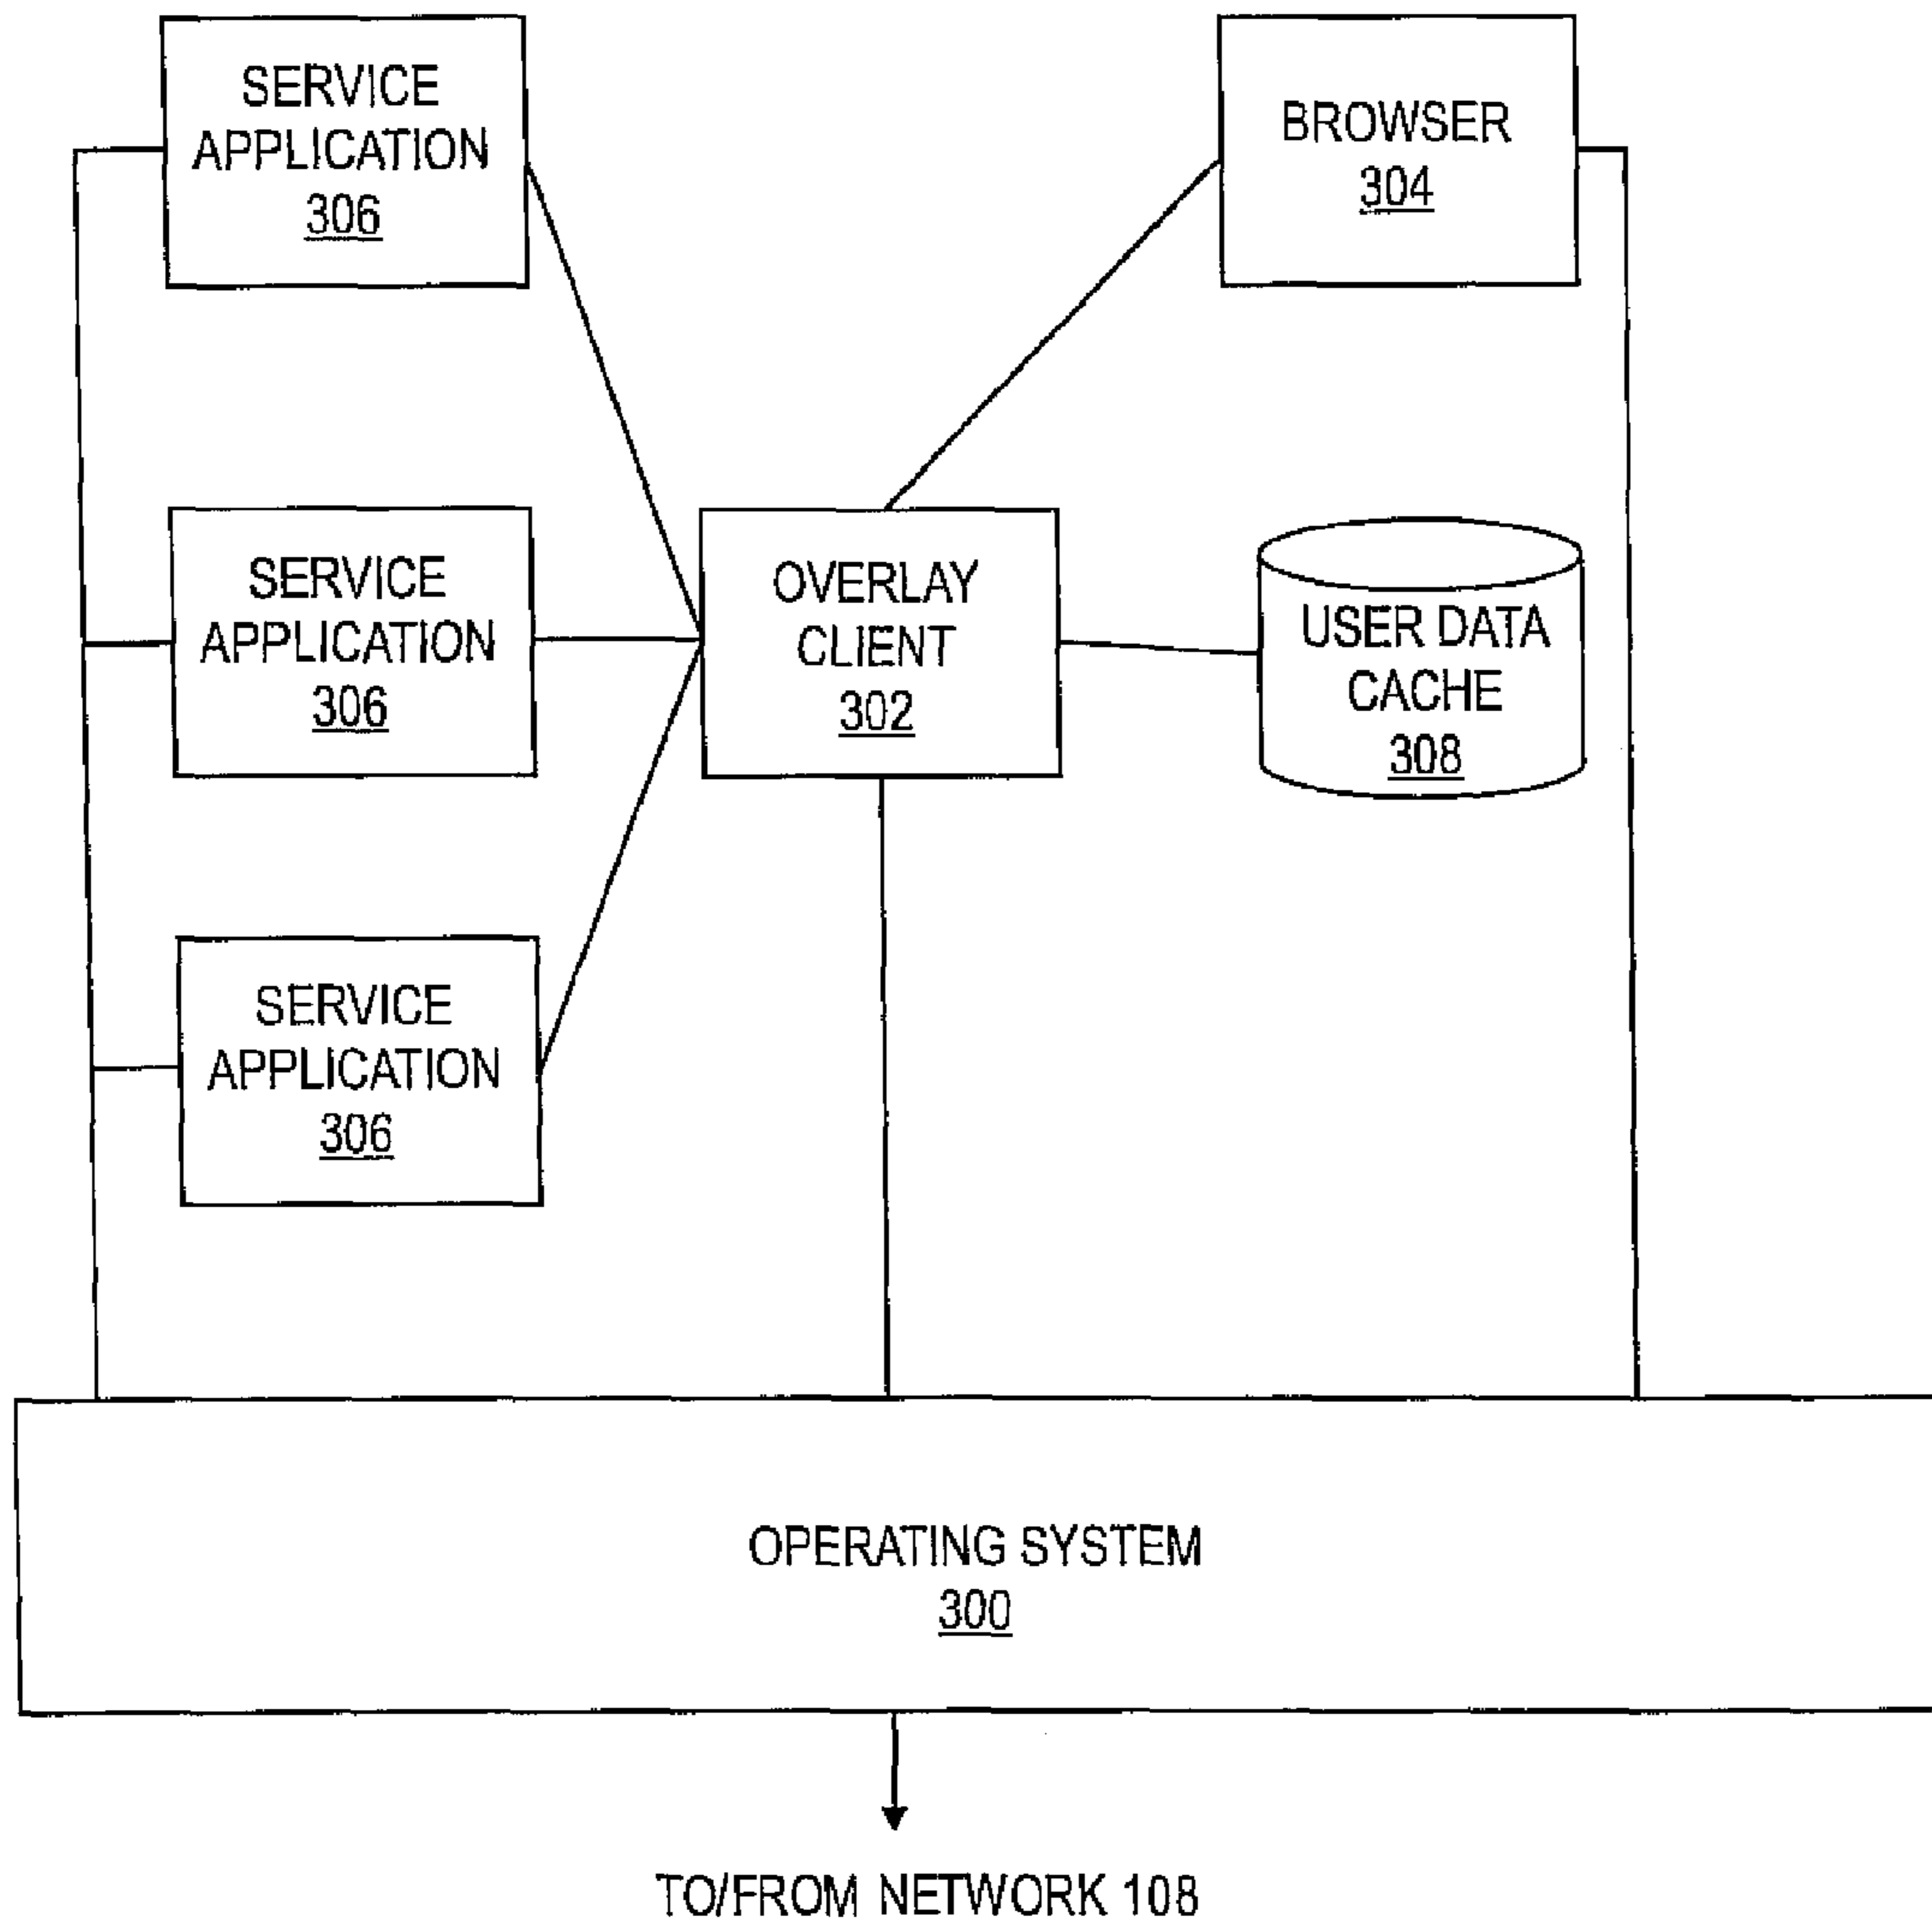 SERVICE
APPLICATION
306
BROWSER
304
SERVICE
APPLICATION
306
OVERLAY
CLIENT
302
USER DATA
CACHE
308
SERVICE
APPLICATION
306
OPERATING SYSTEM
300
TO/FROM NETWORK 108